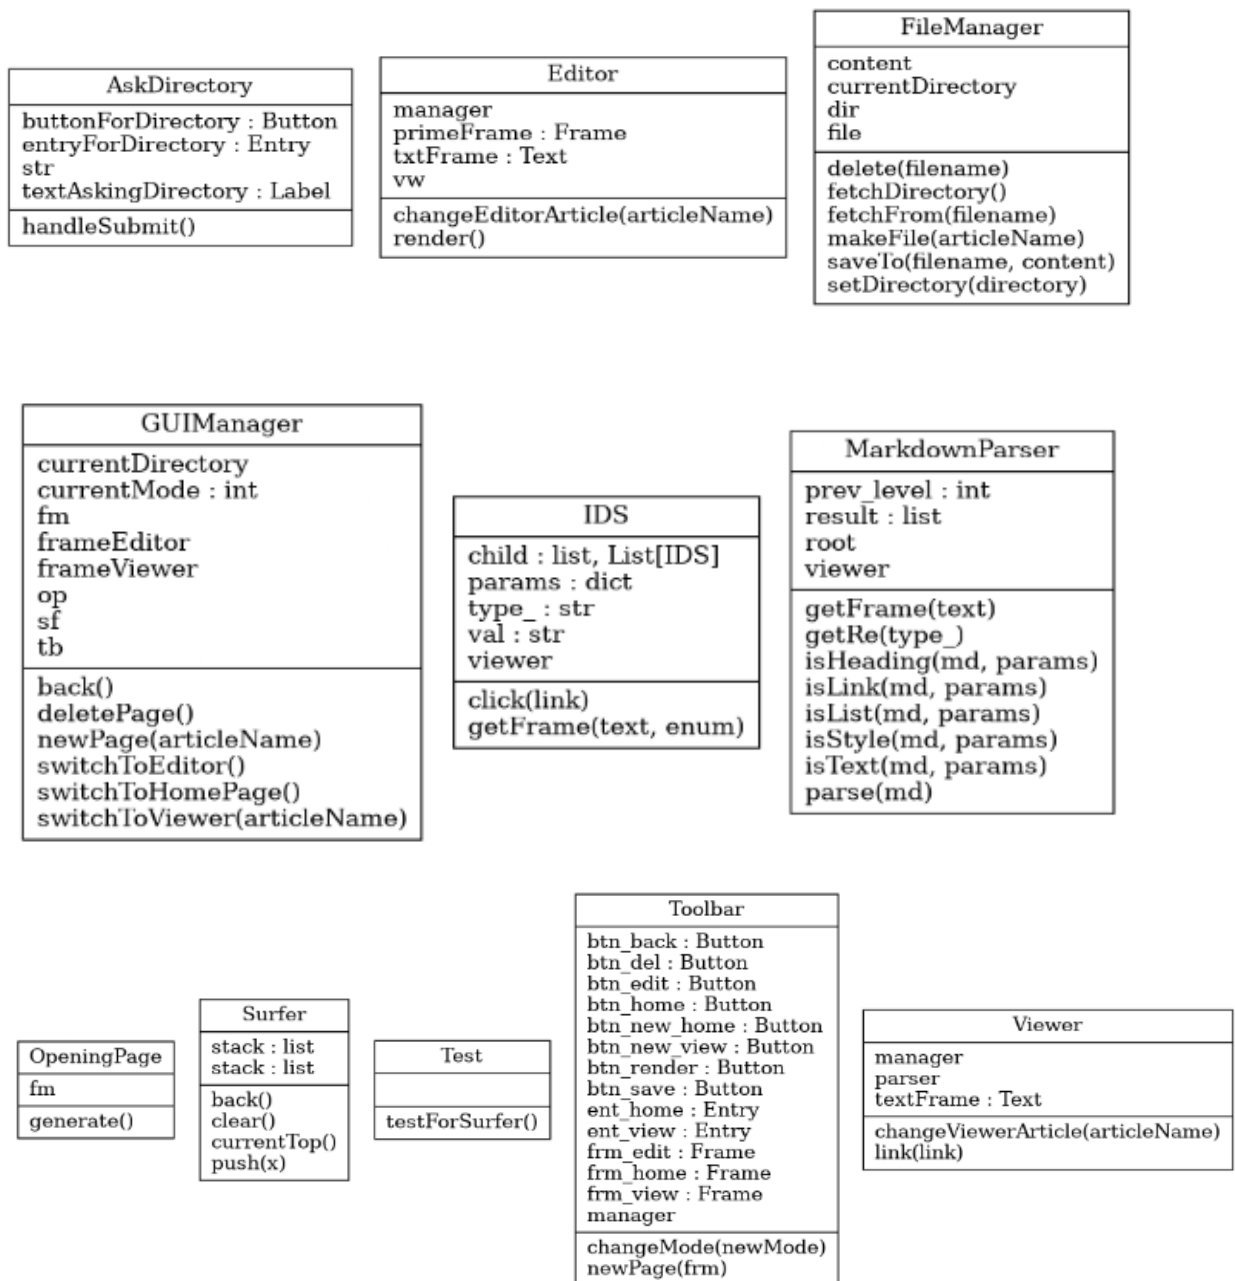 AskDirectory
buttonForDirectory : Button
entryForDirectory : Entry
str
textAskingDirectory : Label
handleSubmit()
Editor
manager
primeFrame : Frame
txtFrame : Text
vw
changeEditorArticle(articleName)
render()
FileManager
content
currentDirectory
dir
file
delete(filename)
fetchDirectory()
fetchFrom(filename)
makeFile(articleName)
saveTo(filename, content)
setDirectory(directory)
GUIManager
currentDirectory
currentMode : int
fm
frameEditor
frameViewer
op
sf
tb
back()
deletePage()
newPage(articleName)
switchToEditor()
switchToHomePage()
switchToViewer(articleName)
IDS
child : list, List[IDS]
params : dict
type_ : str
val : str
viewer
click(link)
getFrame(text, enum)
MarkdownParser
prev_level : int
result : list
root
viewer
getFrame(text)
getRe(type_)
isHeading(md, params)
isLink(md, params)
isList(md, params)
isStyle(md, params)
isText(md, params)
parse(md)
OpeningPage
fm
generate()
Surfer
stack : list
stack : list
back()
clear()
currentTop()
push(x)
Test
testForSurfer()
Toolbar
btn_back : Button
btn_del : Button
btn_edit : Button
btn_home : Button
btn_new_home : Button
btn_new_view : Button
btn_render : Button
btn_save : Button
ent_home : Entry
ent_view : Entry
frm_edit : Frame
frm_home : Frame
frm_view : Frame
manager
changeMode(newMode)
newPage(frm)
Viewer
manager
parser
textFrame : Text
changeViewerArticle(articleName)
link(link)